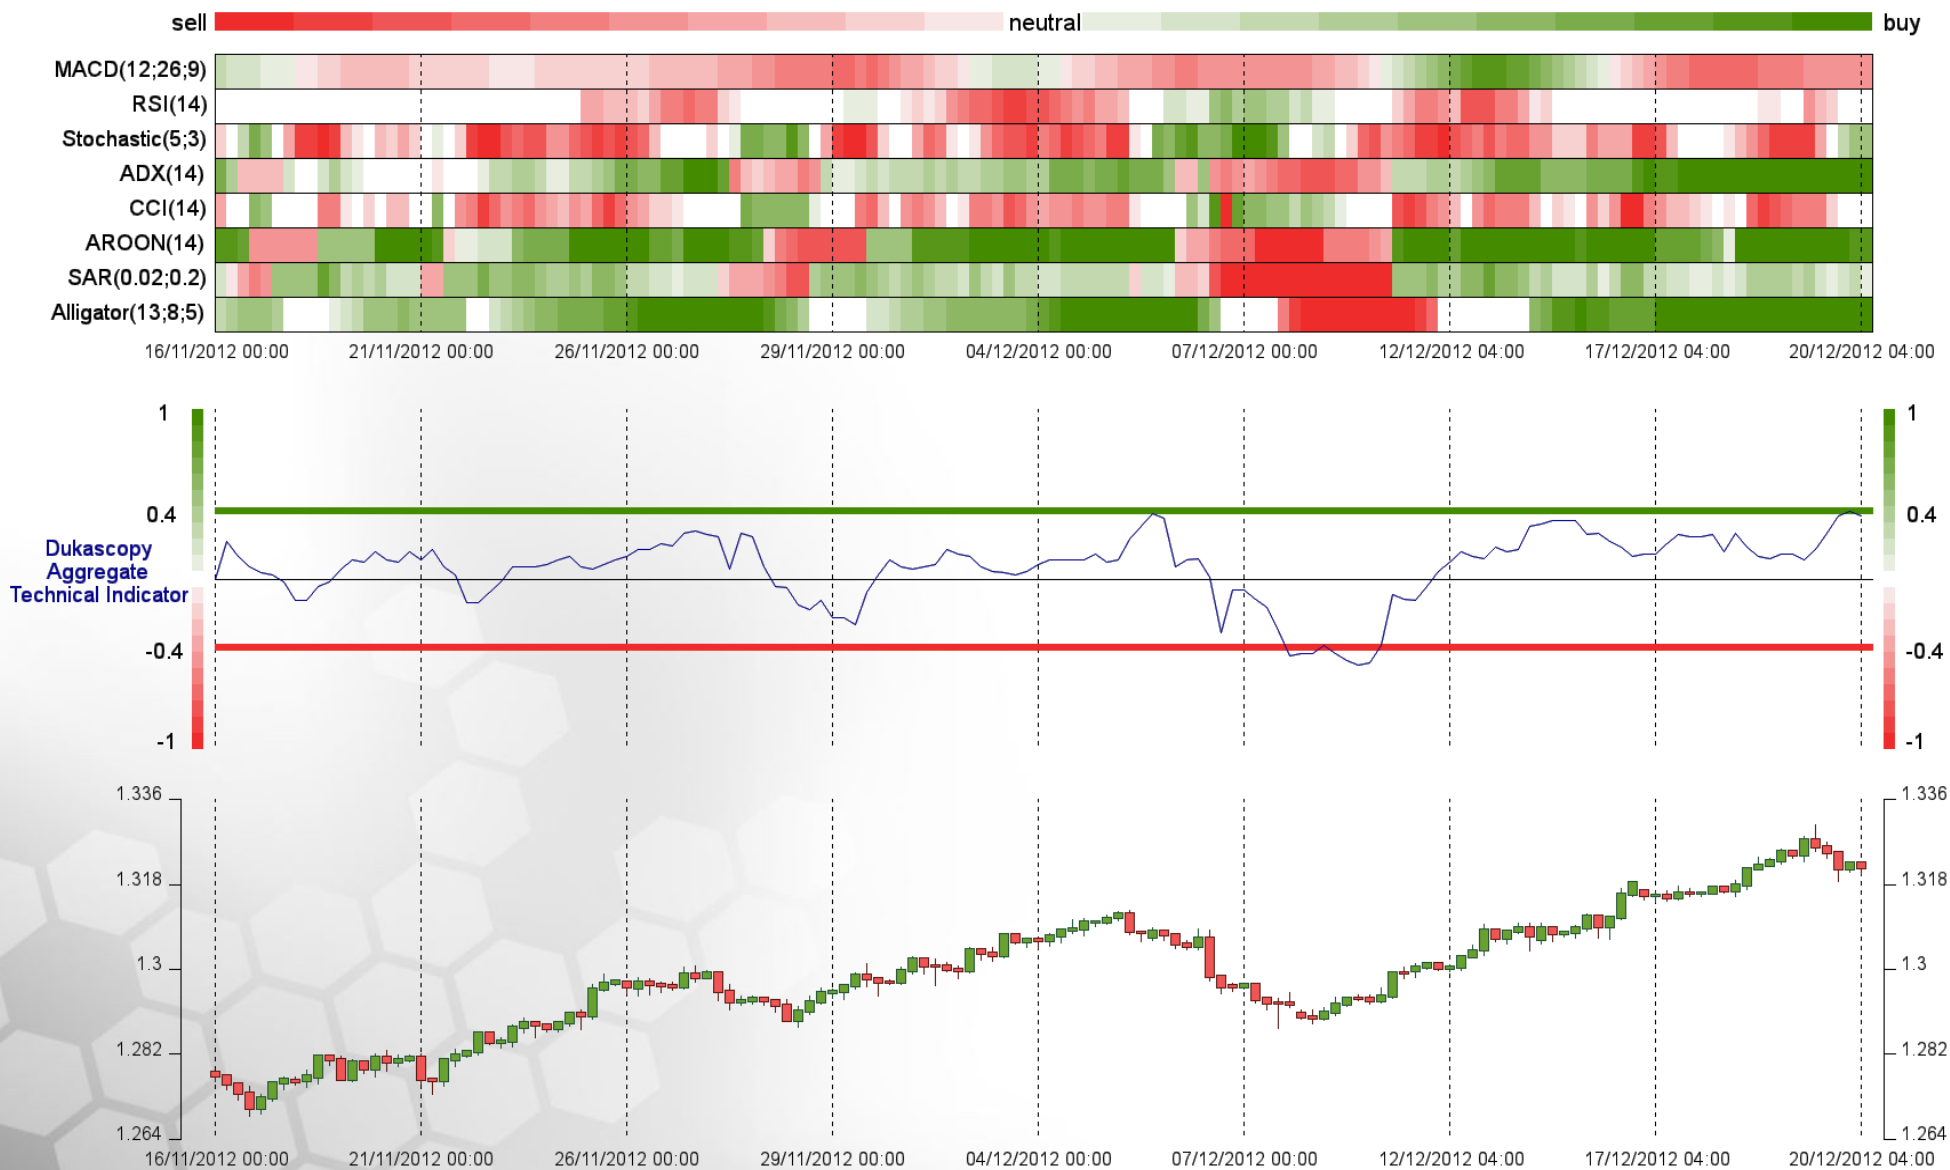 sell neutral buy
MACD(12;26;9)
RSI(14)
Stochastic(5;3)
ADX(14)
CCI(14)
AROON(14)
SAR(0.02;0.2)
Alligator(13;8;5)
16/11/2012 00:00 21/11/2012 00:00 26/11/2012 00:00 29/11/2012 00:00 04/12/2012 00:00 07/12/2012 00:00 12/12/2012 04:00 17/12/2012 04:00 20/12/2012 04:00
1 1
0.4 0.4
Dukascopy
Aggregate
Technical Indicator
-0.4 -0.4
-1 -1
1.336 1.336
1.318 1.318
1.3 1.3
1.282 1.282
1.264 1.264
16/11/2012 00:00 21/11/2012 00:00 26/11/2012 00:00 29/11/2012 00:00 04/12/2012 00:00 07/12/2012 00:00 12/12/2012 04:00 17/12/2012 04:00 20/12/2012 04:00